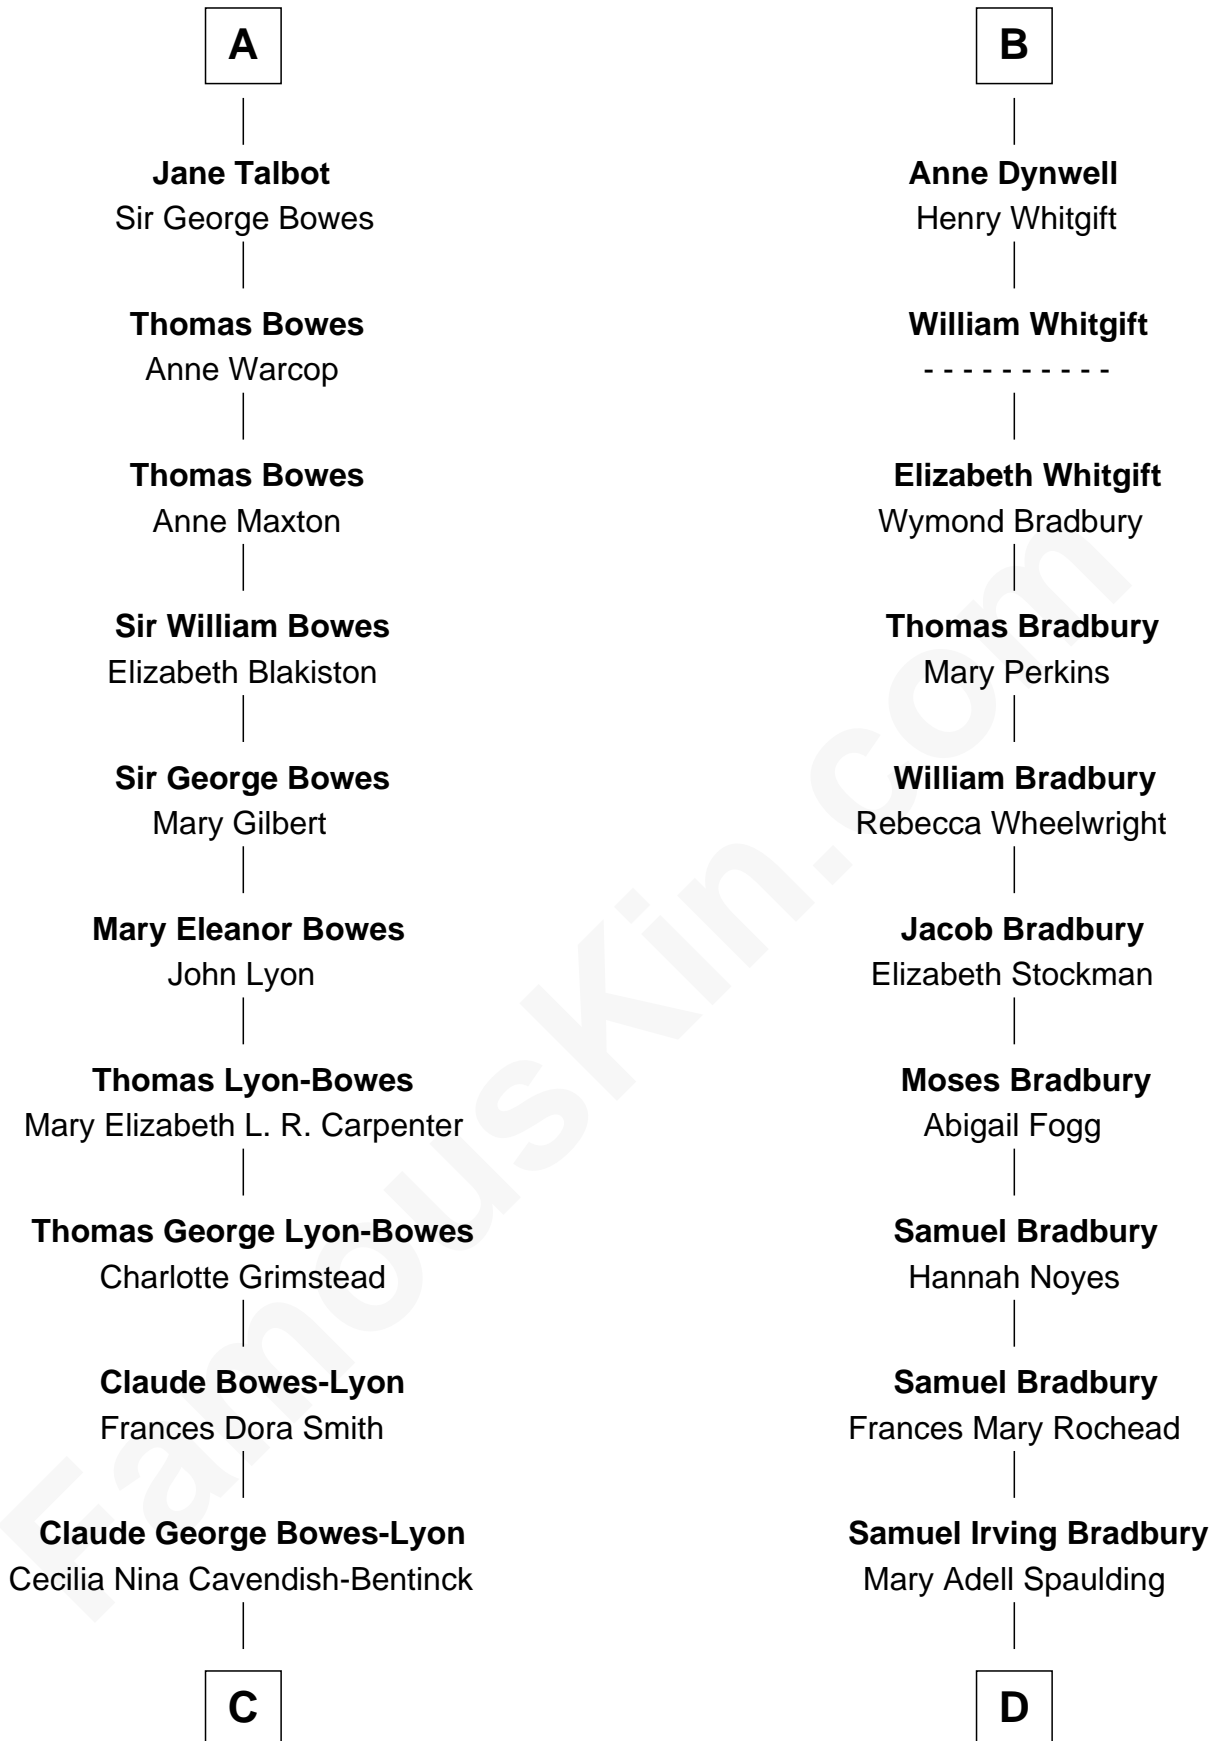 A
Jane Talbot
Sir George Bowes
Thomas Bowes
Anne Warcop
Thomas Bowes
Anne Maxton
Sir William Bowes
Elizabeth Blakiston
Sir George Bowes
Mary Gilbert
Mary Eleanor Bowes
John Lyon
Thomas Lyon-Bowes
Mary Elizabeth L. R. Carpenter
Thomas George Lyon-Bowes
Charlotte Grimstead
Claude Bowes-Lyon
Frances Dora Smith
Claude George Bowes-Lyon
Cecilia Nina Cavendish-Bentinck
C
B
Anne Dynwell
Henry Whitgift
William Whitgift
- - - - - - - - - -
Elizabeth Whitgift
Wymond Bradbury
Thomas Bradbury
Mary Perkins
William Bradbury
Rebecca Wheelwright
Jacob Bradbury
Elizabeth Stockman
Moses Bradbury
Abigail Fogg
Samuel Bradbury
Hannah Noyes
Samuel Bradbury
Frances Mary Rochead
Samuel Irving Bradbury
Mary Adell Spaulding
D
FamousKin.com